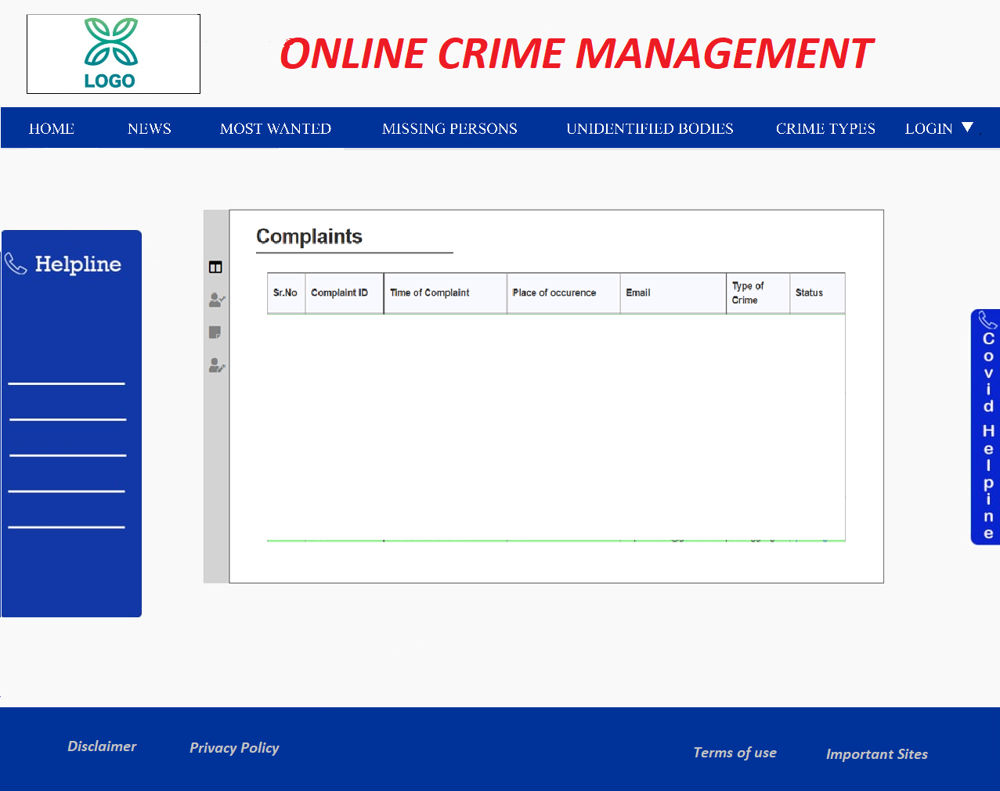 LOGO
ONLINE CRIME MANAGEMENT
HOME NEWS MOST WANTED MISSING PERSONS UNIDENTIFIED BODIES CRIME TYPES LOGIN ▼
Helpline
Complaints
Sr.No Complaint ID Time of Complaint Place of occurence Email Type of Crime Status
Covid Helpine
Disclaimer Privacy Policy Terms of use Important Sites